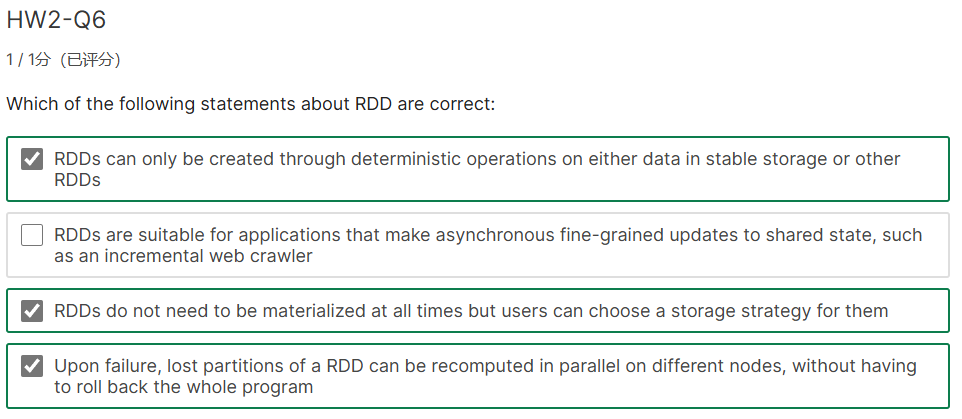 HW2-Q6
1 / 1分（已评分）
Which of the following statements about RDD are correct:
RDDs can only be created through deterministic operations on either data in stable storage or other
RDDs
RDDs are suitable for applications that make asynchronous fine-grained updates to shared state, such
as an incremental web crawler
RDDs do not need to be materialized at all times but users can choose a storage strategy for them
Upon failure, lost partitions of a RDD can be recomputed in parallel on different nodes, without having
to roll back the whole program